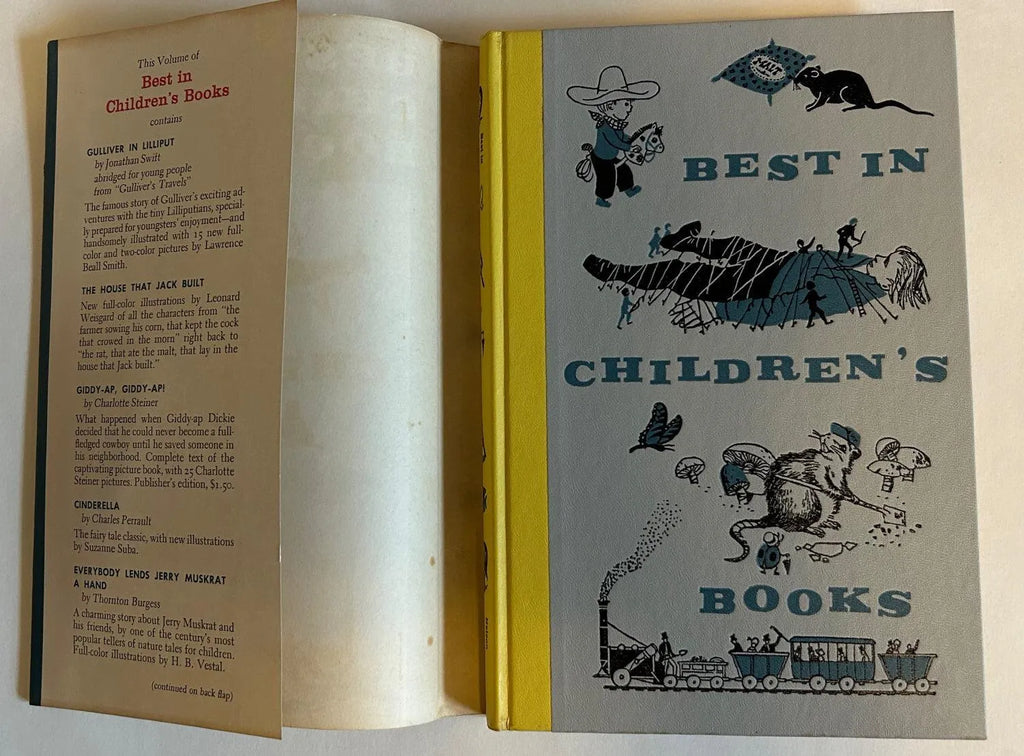 This Volume of
Best in
Children's Books
contains
GULLIVER IN LILLIPUT
by Jonathan Swift
abridged for young people
from "Gulliver's Travels"
The famous story of Gulliver's exciting ad-
ventures with the tiny Lilliputians, special-
ly prepared for youngsters' enjoyment—and
handsomely illustrated with 15 new full-
color and two-color pictures by Lawrence
Beall Smith.
THE HOUSE THAT JACK BUILT
New full-color illustrations by Leonard
Weisgard of all the characters from "the
farmer sowing his corn, that kept the cock
that crowed in the morn" right back to
"the rat, that ate the malt, that lay in the
house that Jack built."
GIDDY-AP, GIDDY-AP!
by Charlotte Steiner
What happened when Giddy-ap Dickie
decided that he could never become a full-
fledged cowboy until he saved someone in
his neighborhood. Complete text of the
captivating picture book, with 25 Charlotte
Steiner pictures. Publisher's edition, $1.50.
CINDERELLA
by Charles Perrault
The fairy tale classic, with new illustrations
by Suzanne Suba.
EVERYBODY LENDS JERRY MUSKRAT
A HAND
by Thornton Burgess
A charming story about Jerry Muskrat and
his friends, by one of the century's most
popular tellers of nature tales for children.
Full-color illustrations by H. B. Vestal.
(continued on back flap)
MALT
BEST IN
CHILDREN'S
BOOKS